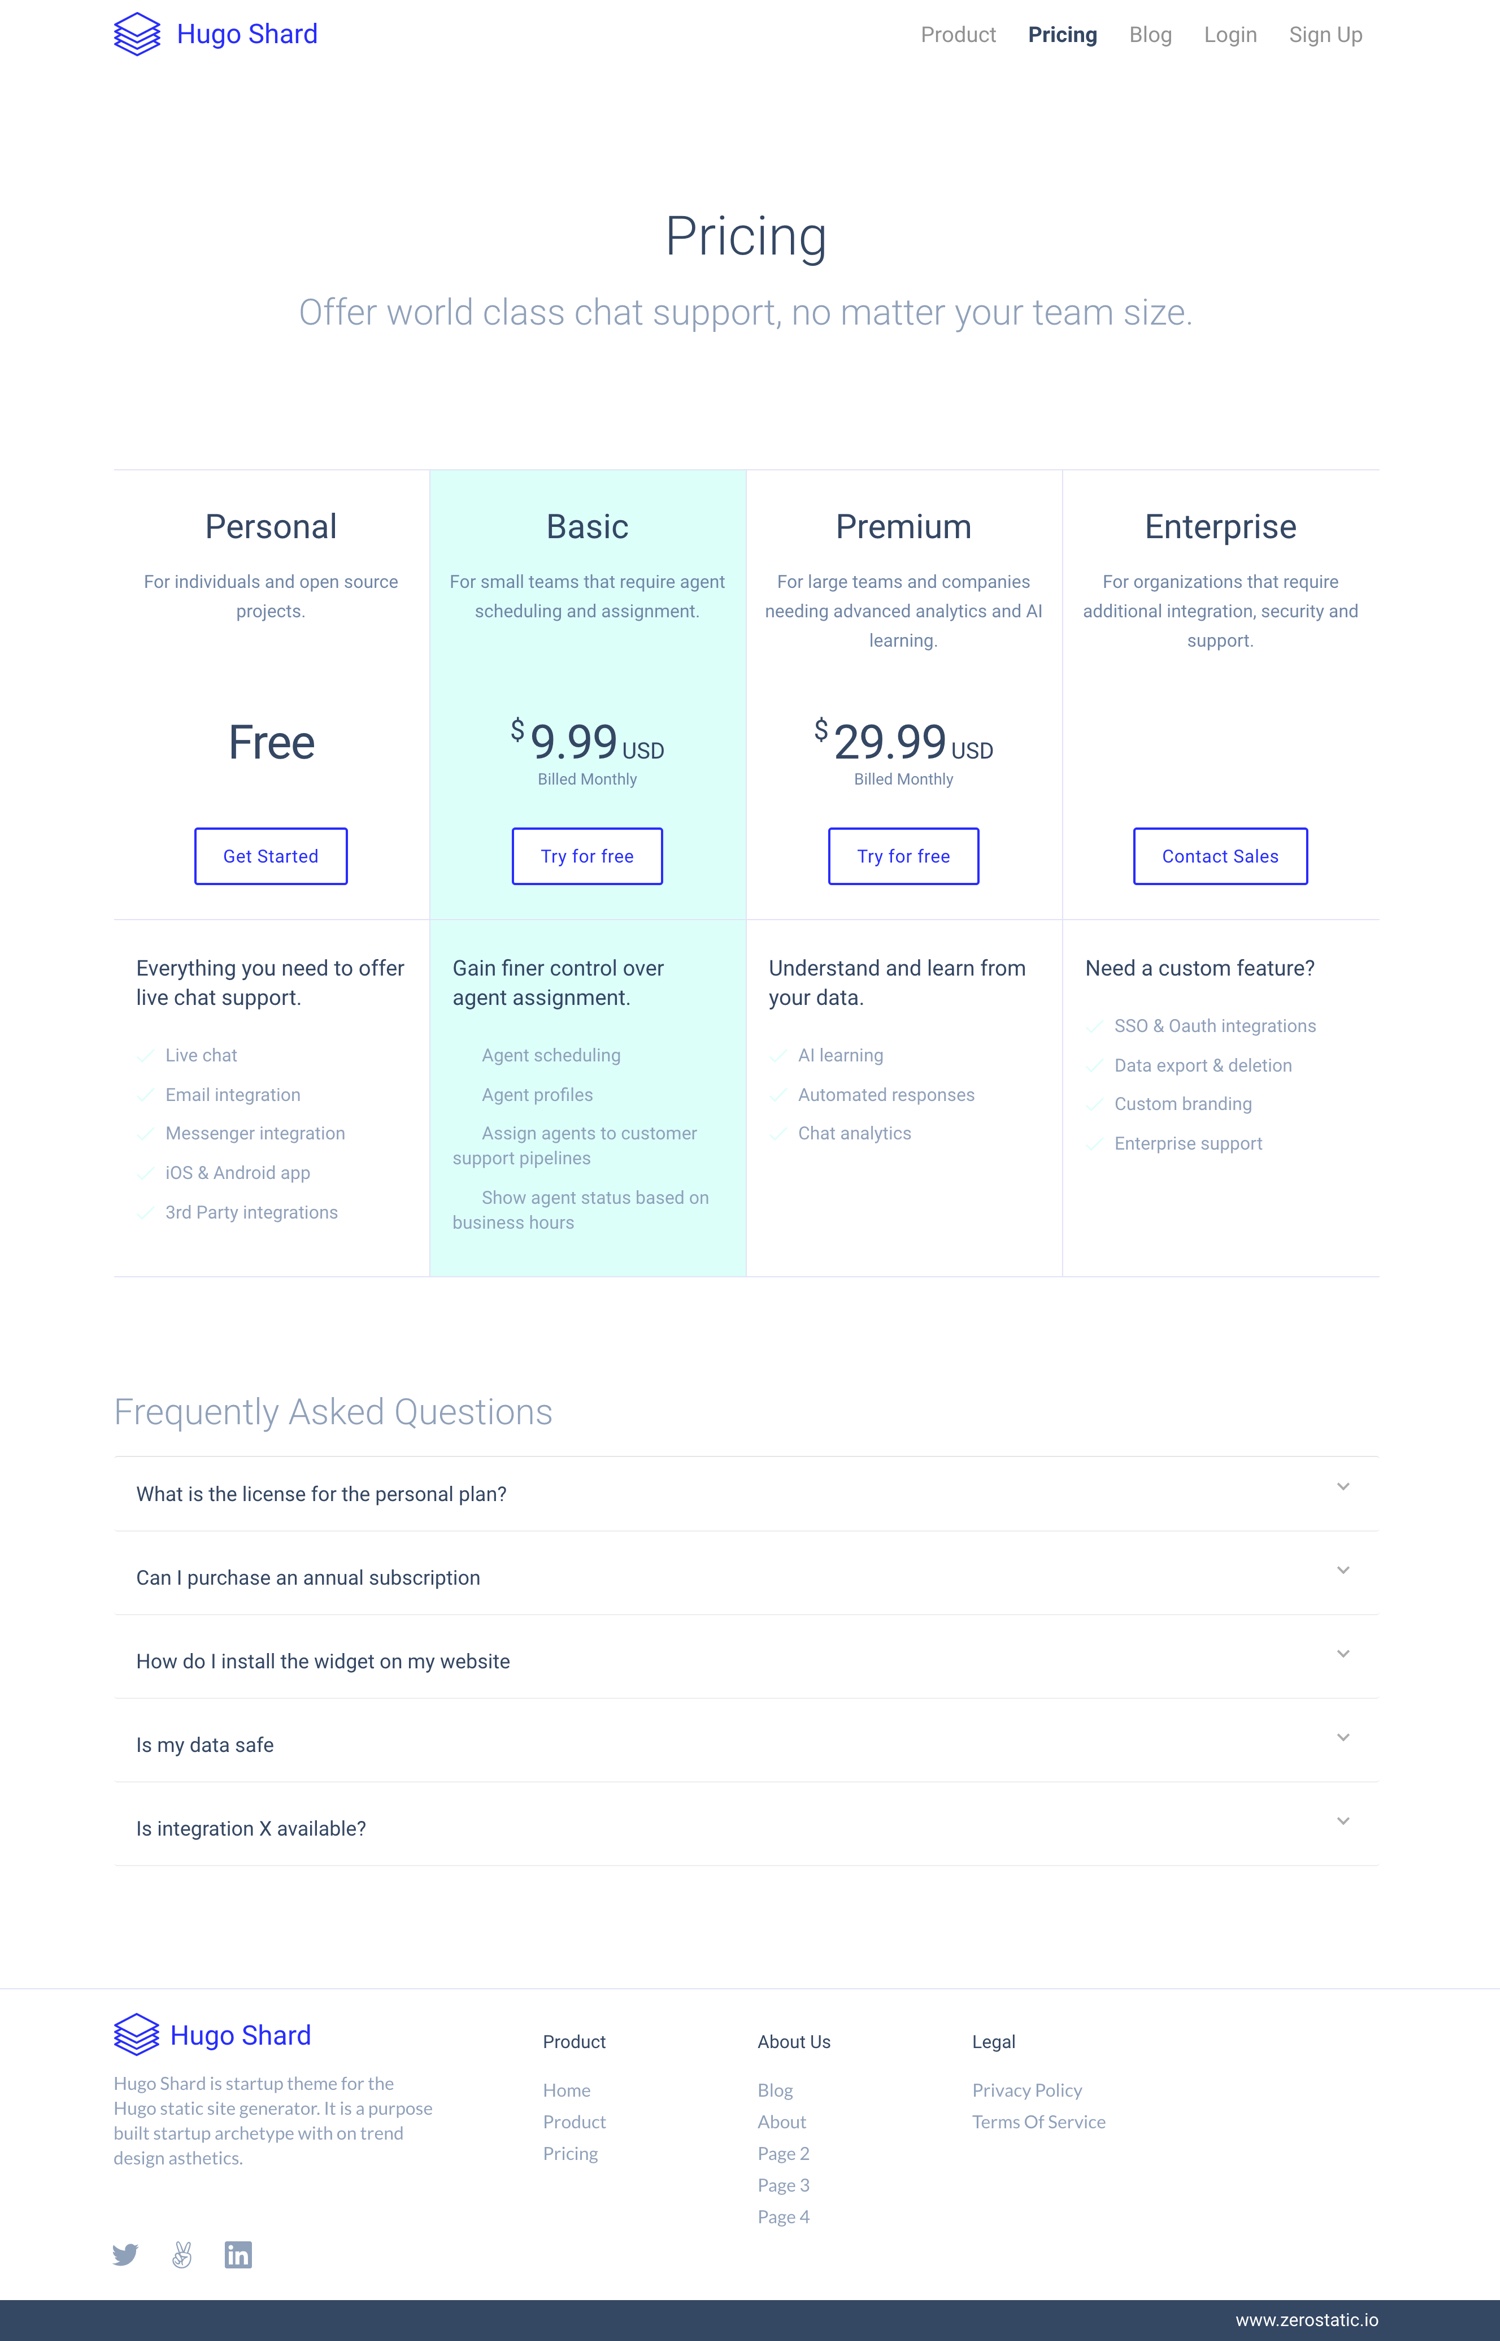 Hugo Shard
Product Pricing Blog Login Sign Up
Pricing
Offer world class chat support, no matter your team size.
Personal
For individuals and open source
projects.
Free
Get Started
Basic
For small teams that require agent
scheduling and assignment.
$ 9.99 USD
Billed Monthly
Try for free
Premium
For large teams and companies
needing advanced analytics and AI
learning.
$ 29.99 USD
Billed Monthly
Try for free
Enterprise
For organizations that require
additional integration, security and
support.
Contact Sales
Everything you need to offer
live chat support.
Live chat
Email integration
Messenger integration
iOS & Android app
3rd Party integrations
Gain finer control over
agent assignment.
Agent scheduling
Agent profiles
Assign agents to customer
support pipelines
Show agent status based on
business hours
Understand and learn from
your data.
AI learning
Automated responses
Chat analytics
Need a custom feature?
SSO & Oauth integrations
Data export & deletion
Custom branding
Enterprise support
Frequently Asked Questions
What is the license for the personal plan?
Can I purchase an annual subscription
How do I install the widget on my website
Is my data safe
Is integration X available?
Hugo Shard
Hugo Shard is startup theme for the
Hugo static site generator. It is a purpose
built startup archetype with on trend
design asthetics.
Product
Home
Product
Pricing
About Us
Blog
About
Page 2
Page 3
Page 4
Legal
Privacy Policy
Terms Of Service
in
www.zerostatic.io